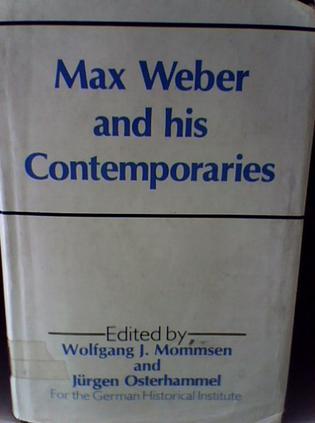 Max Weber
and his
Contemporaries
Edited by
Wolfgang J. Mommsen
and
Jürgen Osterhammel
For the German Historical Institute